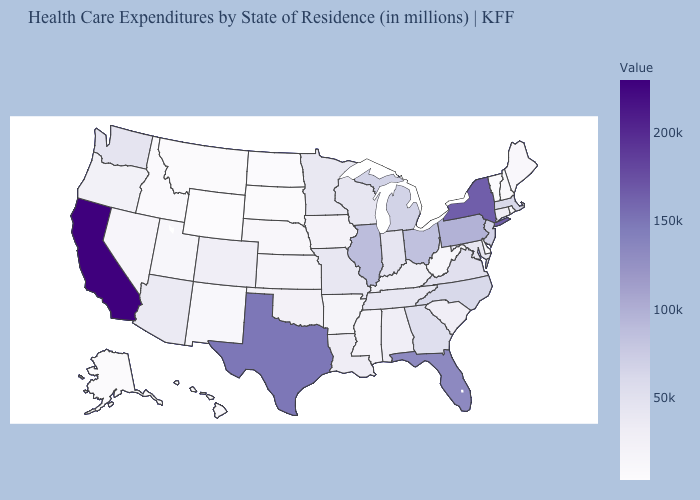 Health Care Expenditures by State of Residence (in millions) | KFF
Value
200k
150k
100k
50k